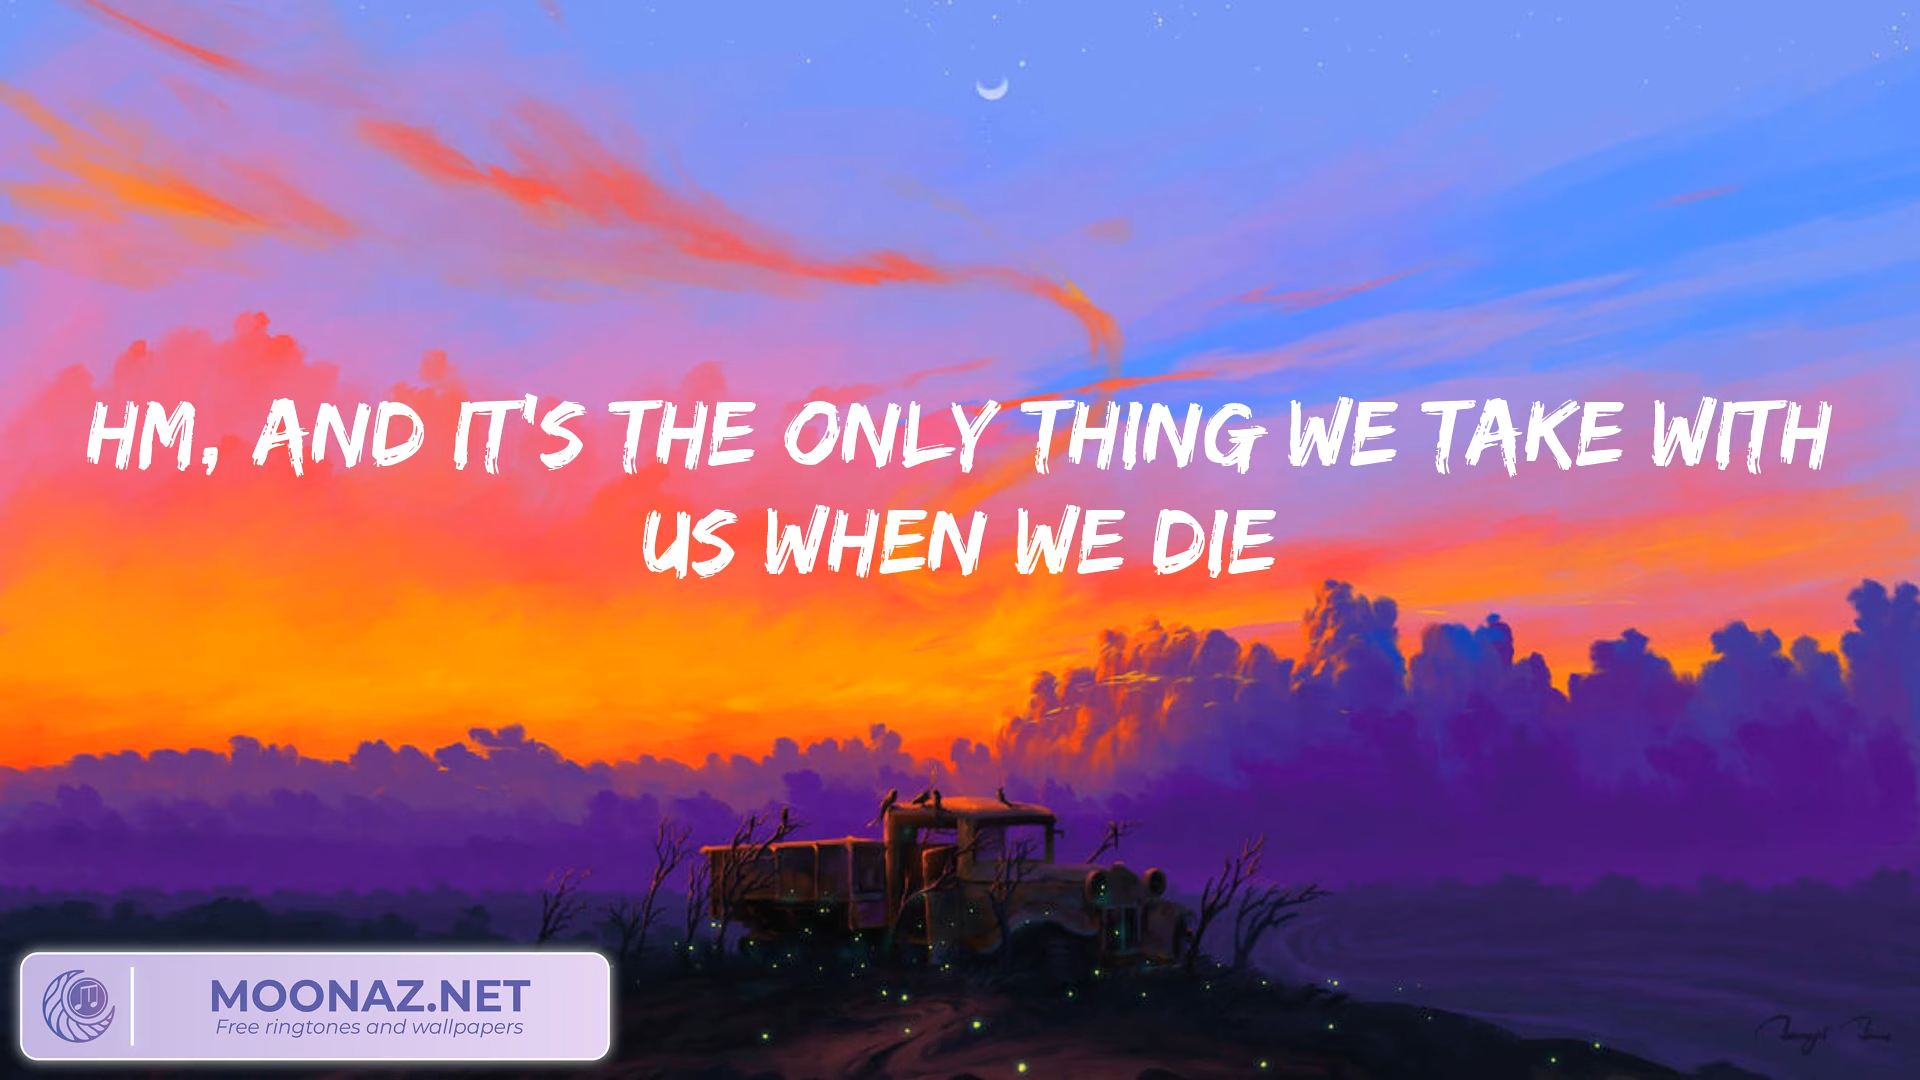 HM, AND IT'S THE ONLY THING WE TAKE WITH
US WHEN WE DIE
MOONAZ.NET
Free ringtones and wallpapers